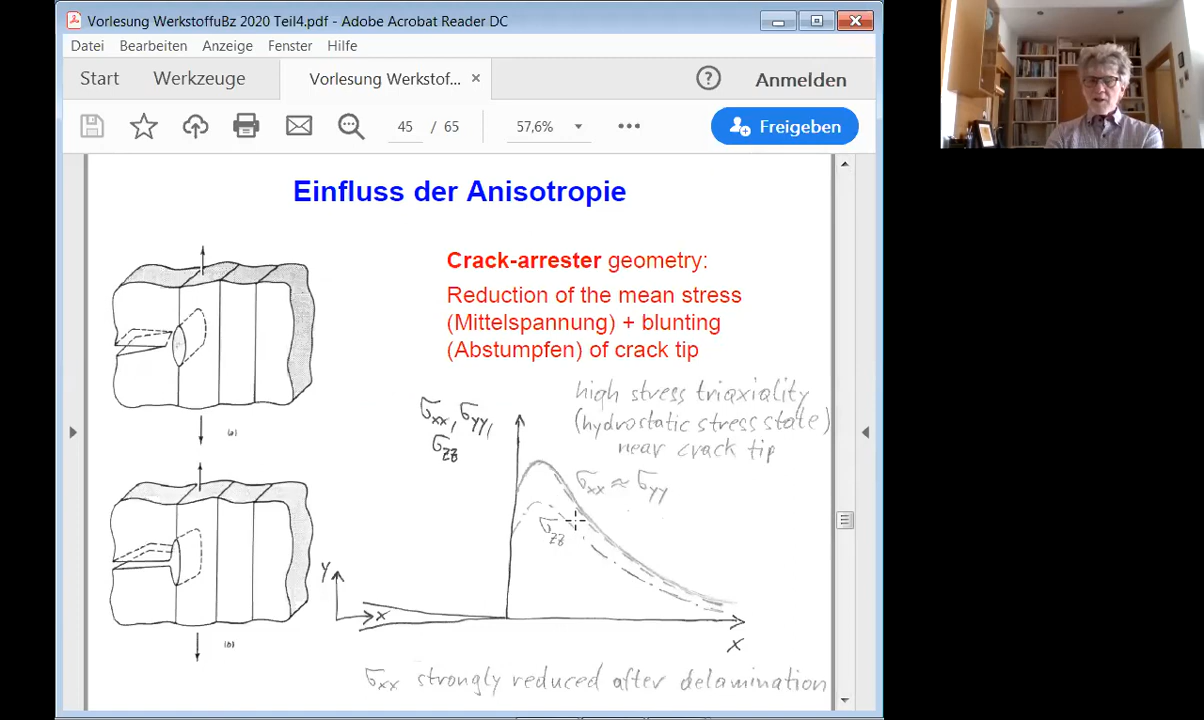 Vorlesung WerkstoffuBz 2020 Teil4.pdf - Adobe Acrobat Reader DC
Datei Bearbeiten Anzeige Fenster Hilfe
Start Werkzeuge Vorlesung Werkstof... × ? Anmelden
45 / 65 57,6% Freigeben
Einfluss der Anisotropie
Crack-arrester geometry:
Reduction of the mean stress
(Mittelspannung) + blunting
(Abstumpfen) of crack tip
high stress triaxiality
(hydrostatic stress state)
near crack tip
σxx, σyy,
σzz
σxx ≈ σyy
σzz
(a)
(b)
Y
X
X
σxx strongly reduced after delamination